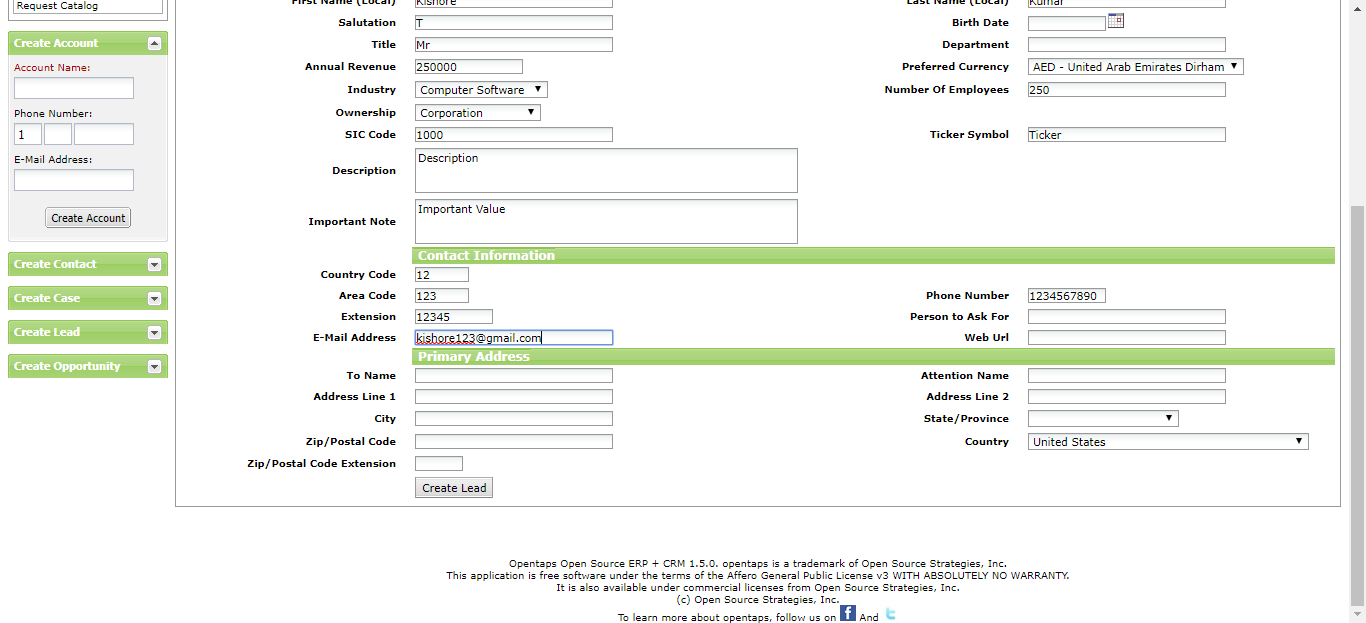 Request Catalog
Create Account
Account Name:
Phone Number:
1
E-Mail Address:
Create Account
Create Contact
Create Case
Create Lead
Create Opportunity
First Name (Local) Kishore Last Name (Local) Kumar
Salutation T Birth Date
Title Mr Department
Annual Revenue 250000 Preferred Currency AED - United Arab Emirates Dirham
Industry Computer Software Number Of Employees 250
Ownership Corporation
SIC Code 1000 Ticker Symbol Ticker
Description Description
Important Note Important Value
Contact Information
Country Code 12
Area Code 123 Phone Number 1234567890
Extension 12345 Person to Ask For
E-Mail Address kishore123@gmail.com Web Url
Primary Address
To Name Attention Name
Address Line 1 Address Line 2
City State/Province
Zip/Postal Code Country United States
Zip/Postal Code Extension
Create Lead
Opentaps Open Source ERP + CRM 1.5.0. opentaps is a trademark of Open Source Strategies, Inc.
This application is free software under the terms of the Affero General Public License v3 WITH ABSOLUTELY NO WARRANTY.
It is also available under commercial licenses from Open Source Strategies, Inc.
(c) Open Source Strategies, Inc.
To learn more about opentaps, follow us on f And t